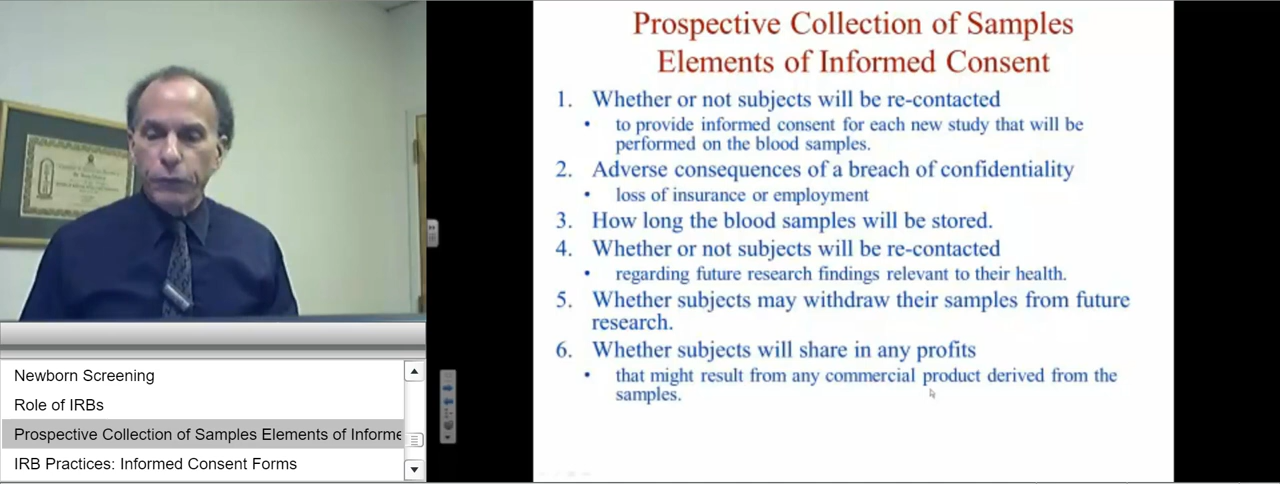 Prospective Collection of Samples
Elements of Informed Consent
1. Whether or not subjects will be re-contacted
• to provide informed consent for each new study that will be
performed on the blood samples.
2. Adverse consequences of a breach of confidentiality
• loss of insurance or employment
3. How long the blood samples will be stored.
4. Whether or not subjects will be re-contacted
• regarding future research findings relevant to their health.
5. Whether subjects may withdraw their samples from future
research.
6. Whether subjects will share in any profits
• that might result from any commercial product derived from the
samples.
Newborn Screening
Role of IRBs
Prospective Collection of Samples Elements of Informe
IRB Practices: Informed Consent Forms